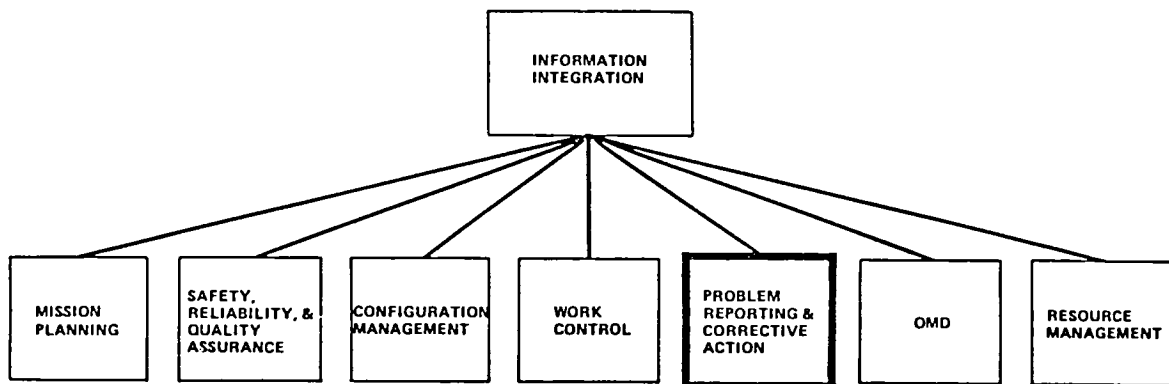 INFORMATION
INTEGRATION
MISSION
PLANNING
SAFETY,
RELIABILITY, &
QUALITY
ASSURANCE
CONFIGURATION
MANAGEMENT
WORK
CONTROL
PROBLEM
REPORTING &
CORRECTIVE
ACTION
OMD
RESOURCE
MANAGEMENT